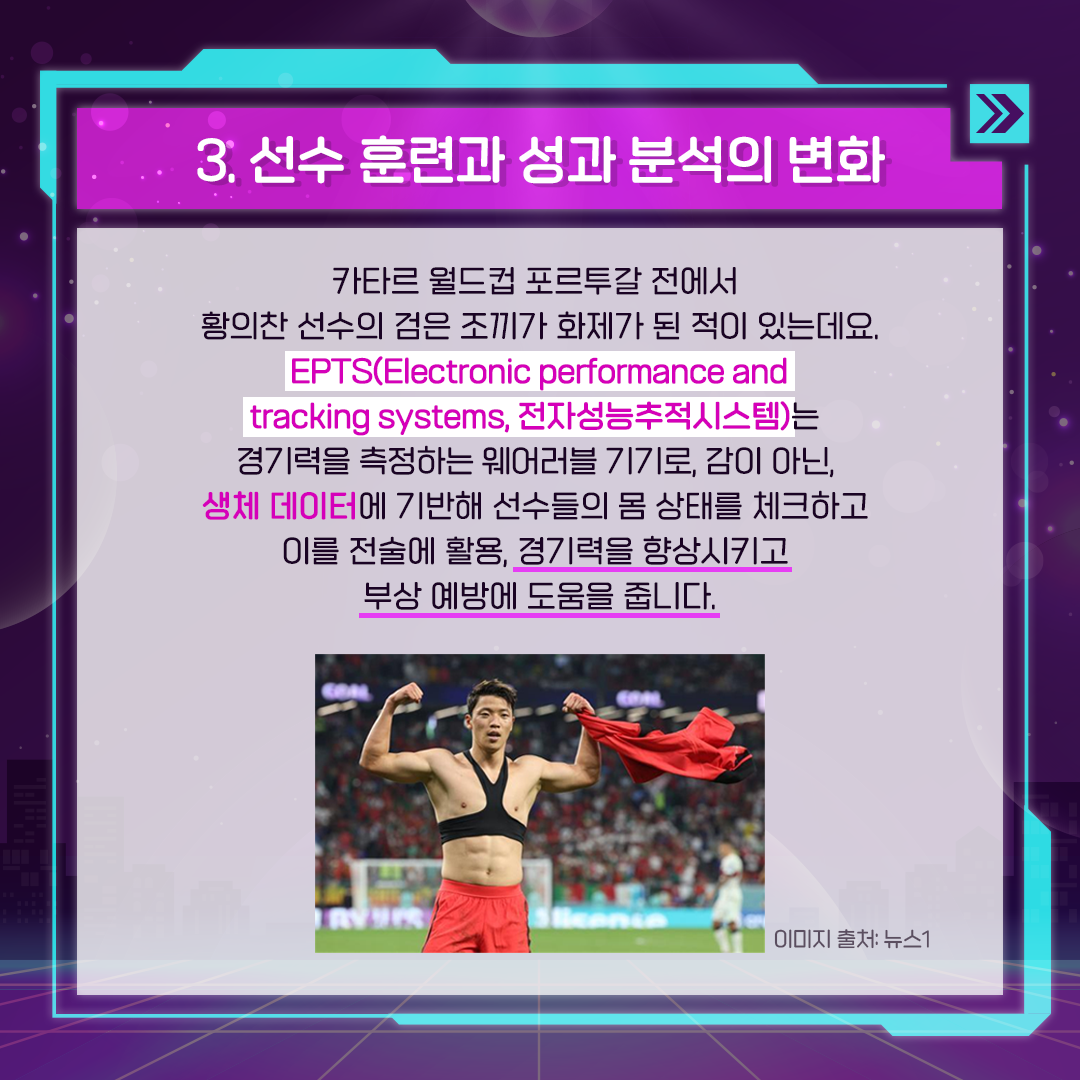 3. 선수 훈련과 성과 분석의 변화
카타르 월드컵 포르투갈 전에서
황의찬 선수의 검은 조끼가 화제가 된 적이 있는데요.
EPTS(Electronic performance and
tracking systems, 전자성능추적시스템)는
경기력을 측정하는 웨어러블 기기로, 감이 아닌,
생체 데이터에 기반해 선수들의 몸 상태를 체크하고
이를 전술에 활용, 경기력을 향상시키고
부상 예방에 도움을 줍니다.
GOAL
GOAL
Hisense
이미지 출처: 뉴스1